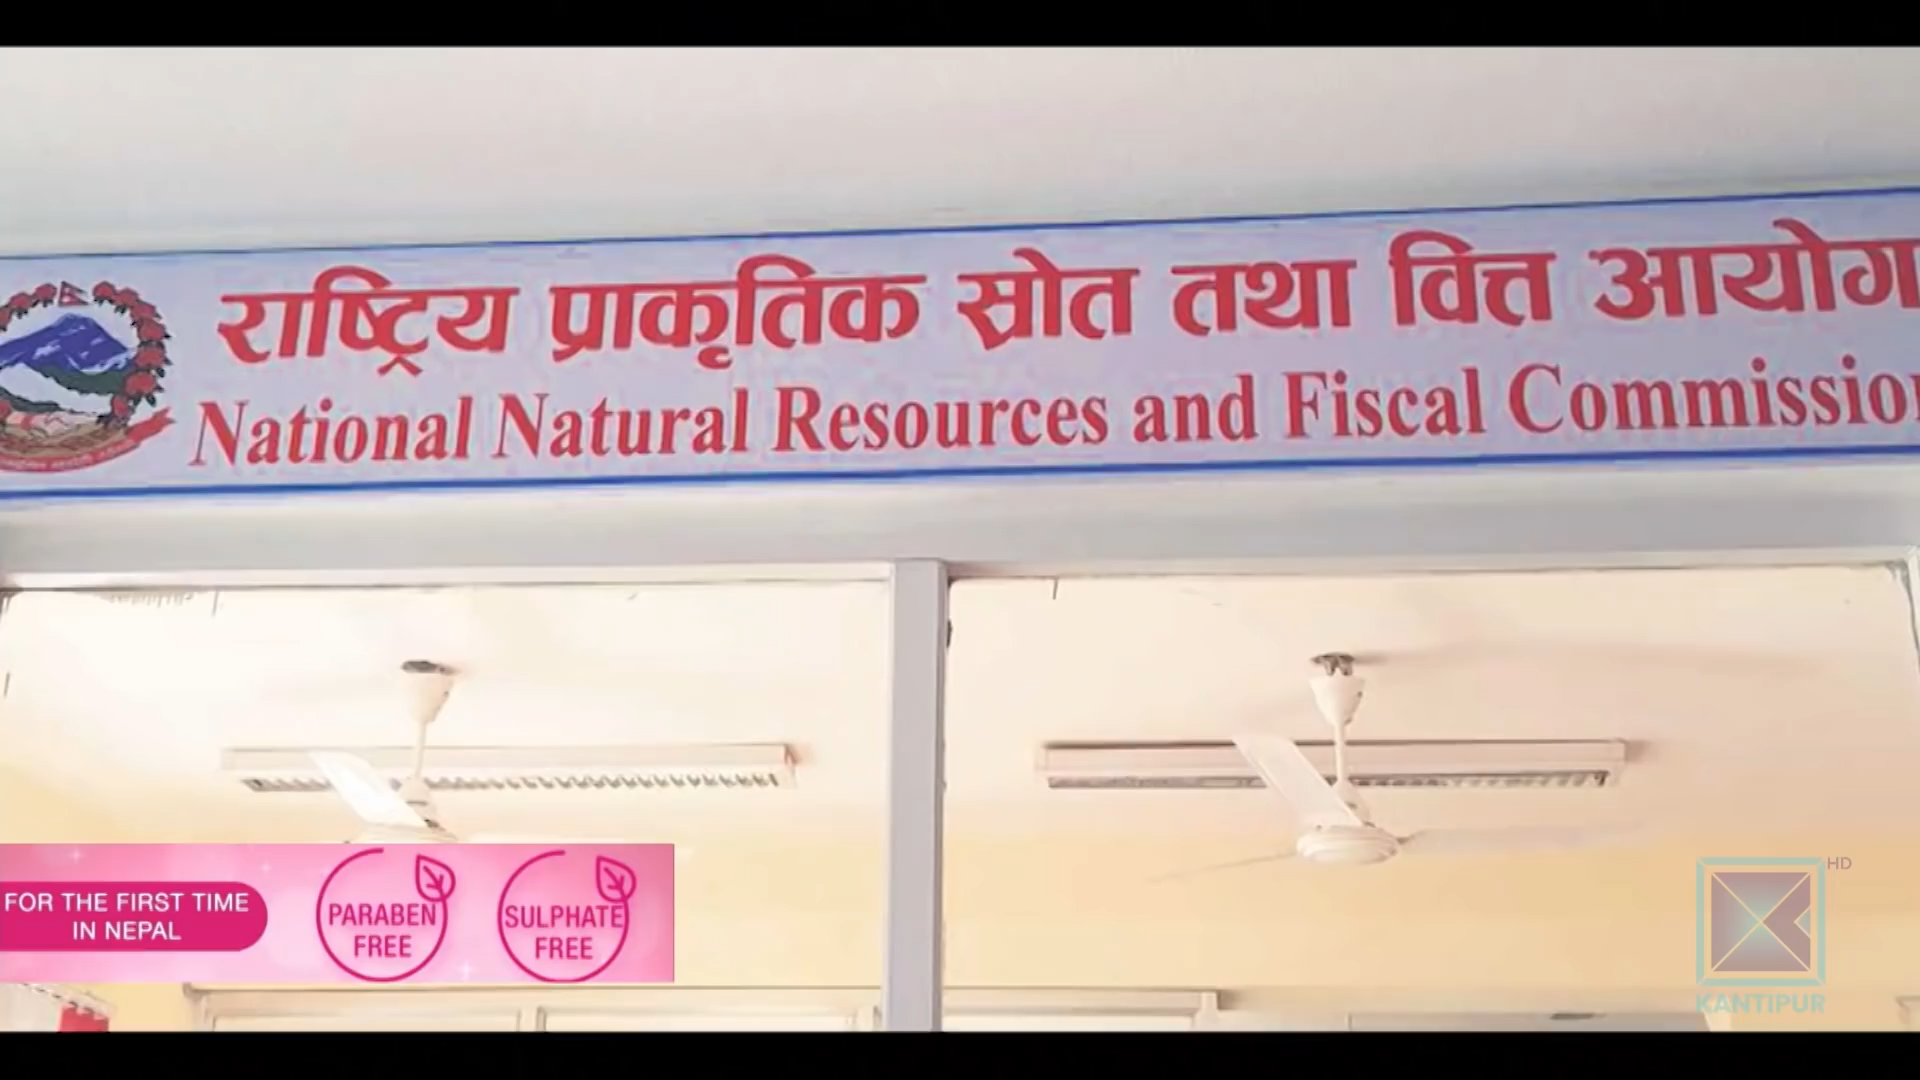 राष्ट्रिय प्राकृतिक स्रोत तथा वित्त आयोग
National Natural Resources and Fiscal Commission
FOR THE FIRST TIME
IN NEPAL
PARABEN
FREE
SULPHATE
FREE
HD
KANTIPUR